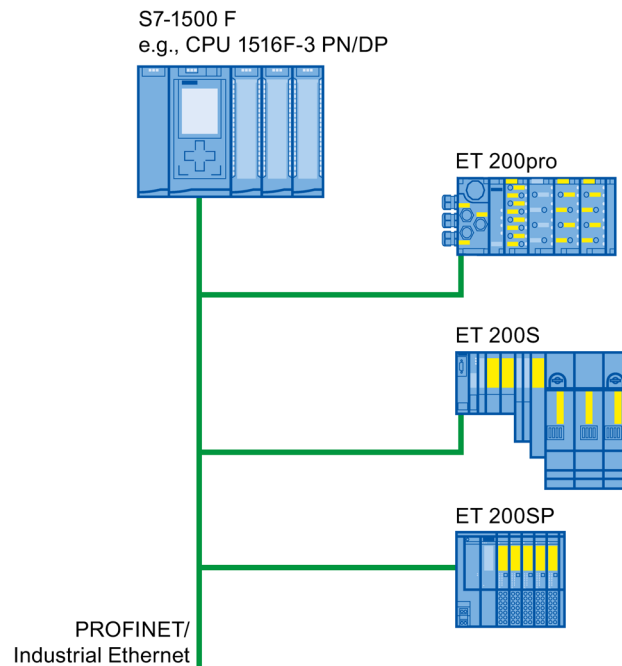 S7-1500 F
e.g., CPU 1516F-3 PN/DP
ET 200pro
ET 200S
ET 200SP
PROFINET/
Industrial Ethernet